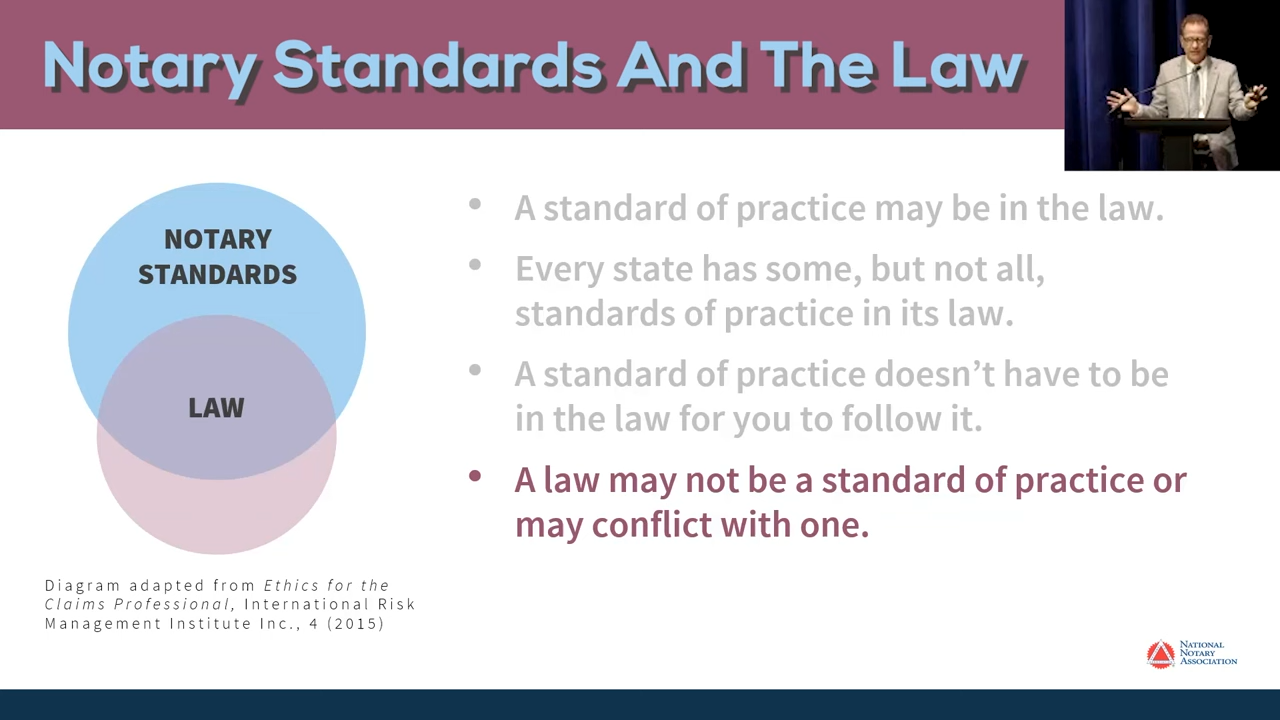 Notary Standards And The Law
NOTARY
STANDARDS
LAW
• A standard of practice may be in the law.
• Every state has some, but not all,
standards of practice in its law.
• A standard of practice doesn’t have to be
in the law for you to follow it.
• A law may not be a standard of practice or
may conflict with one.
Diagram adapted from Ethics for the
Claims Professional, International Risk
Management Institute Inc., 4 (2015)
NATIONAL
NOTARY
ASSOCIATION